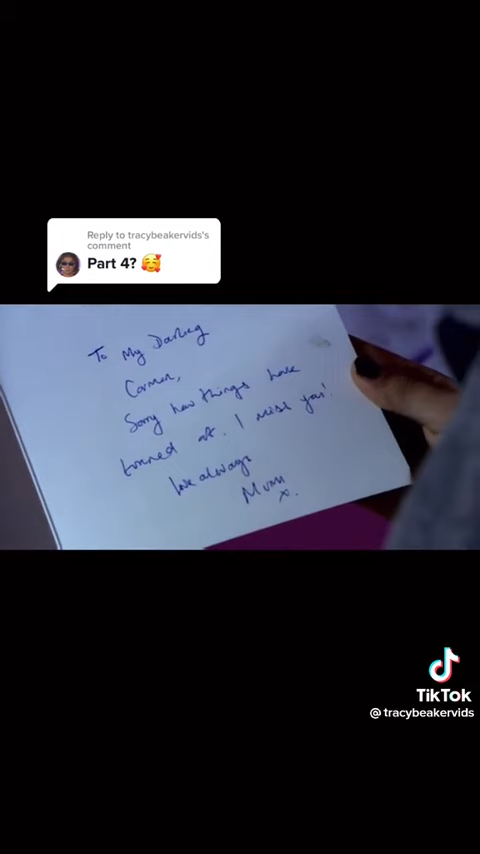 Reply to tracybeakervids's
comment
Part 4? 🥰
To My Darling
Carmen,
Sorry how things have
turned out. I miss you!
love always
Mum
x.
TikTok
@tracybeakervids